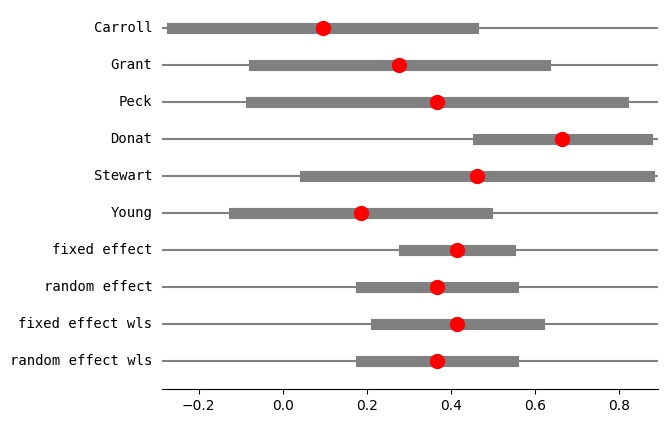 Carroll
Grant
Peck
Donat
Stewart
Young
fixed effect
random effect
fixed effect wls
random effect wls
−0.2 0.0 0.2 0.4 0.6 0.8